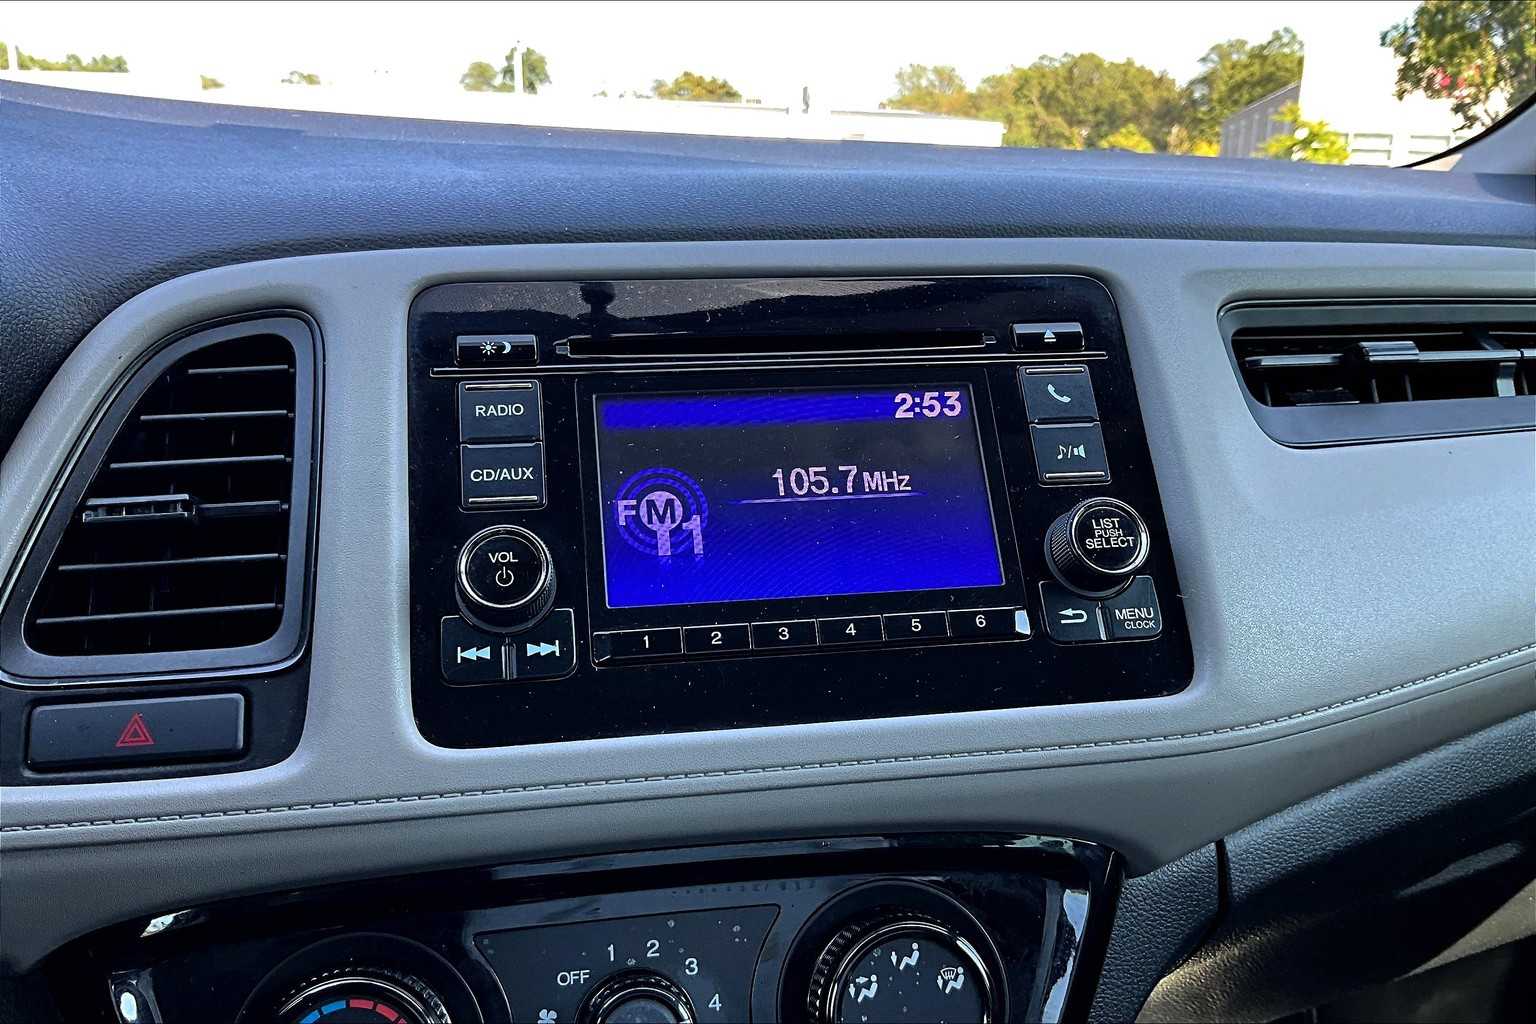 RADIO
CD/AUX
VOL
2:53
105.7 MHz
FM
1
LIST
PUSH
SELECT
MENU
CLOCK
1 2 3 4 5 6
OFF 1 2 3 4